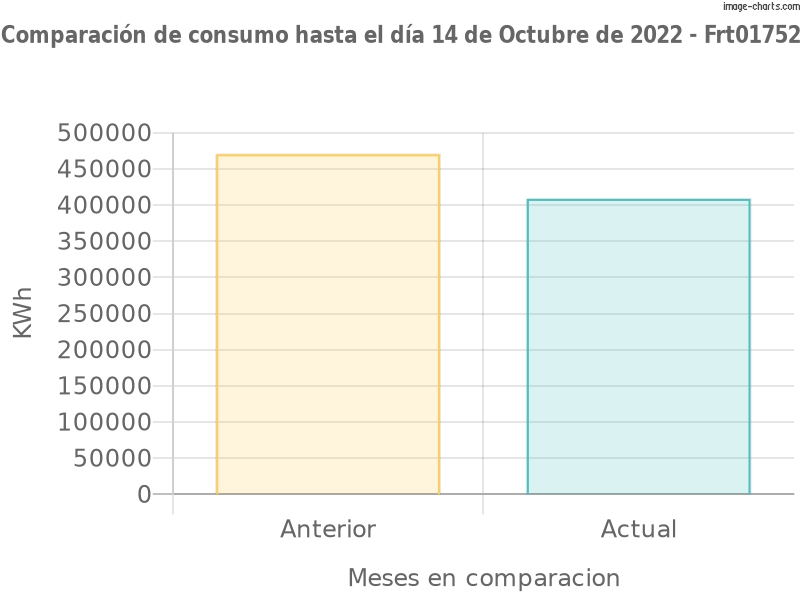 image-charts.com
Comparación de consumo hasta el día 14 de Octubre de 2022 - Frt01752
500000
450000
400000
350000
300000
250000
200000
150000
100000
50000
0
KWh
Anterior Actual
Meses en comparacion